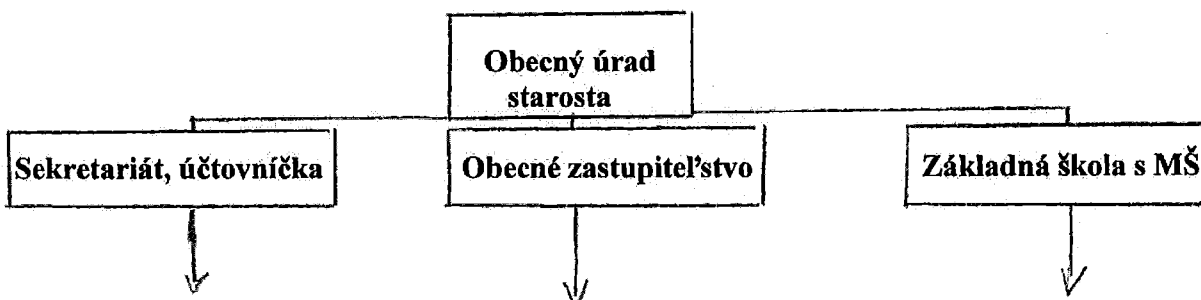 Obecný úrad
starosta
Sekretariát, účtovníčka
Obecné zastupiteľstvo
Základná škola s MŠ